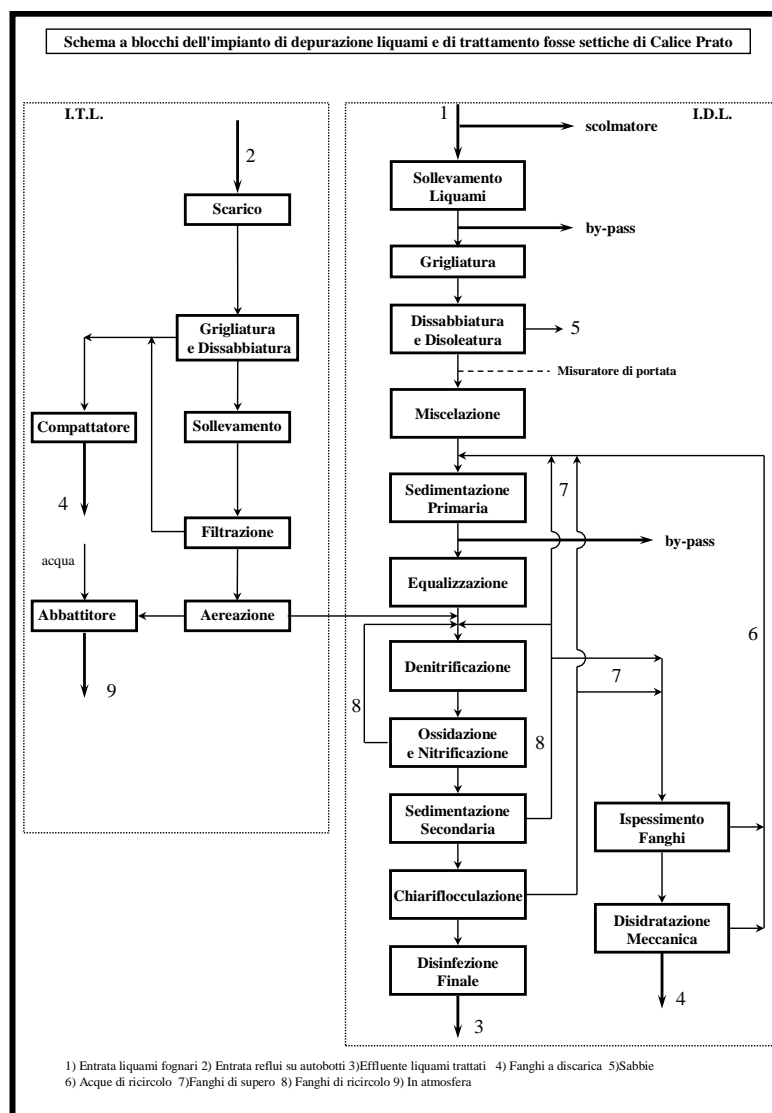 Schema a blocchi dell'impianto di depurazione liquami e di trattamento fosse settiche di Calice Prato
I.T.L.
2
Scarico
Grigliatura
e Dissabbiatura
Compattatore
Sollevamento
4
Filtrazione
acqua
Abbattitore
Aereazione
9
1
I.D.L.
scolmatore
Sollevamento
Liquami
by-pass
Grigliatura
Dissabbiatura
e Disoleatura
5
Misuratore di portata
Miscelazione
7
Sedimentazione
Primaria
by-pass
Equalizzazione
6
Denitrificazione
7
8
Ossidazione
e Nitrificazione
8
Sedimentazione
Secondaria
Ispessimento
Fanghi
Chiariflocculazione
Disidratazione
Meccanica
Disinfezione
Finale
4
3
1) Entrata liquami fognari 2) Entrata reflui su autobotti 3)Effluente liquami trattati 4) Fanghi a discarica 5)Sabbie
6) Acque di ricircolo 7)Fanghi di supero 8) Fanghi di ricircolo 9) In atmosfera